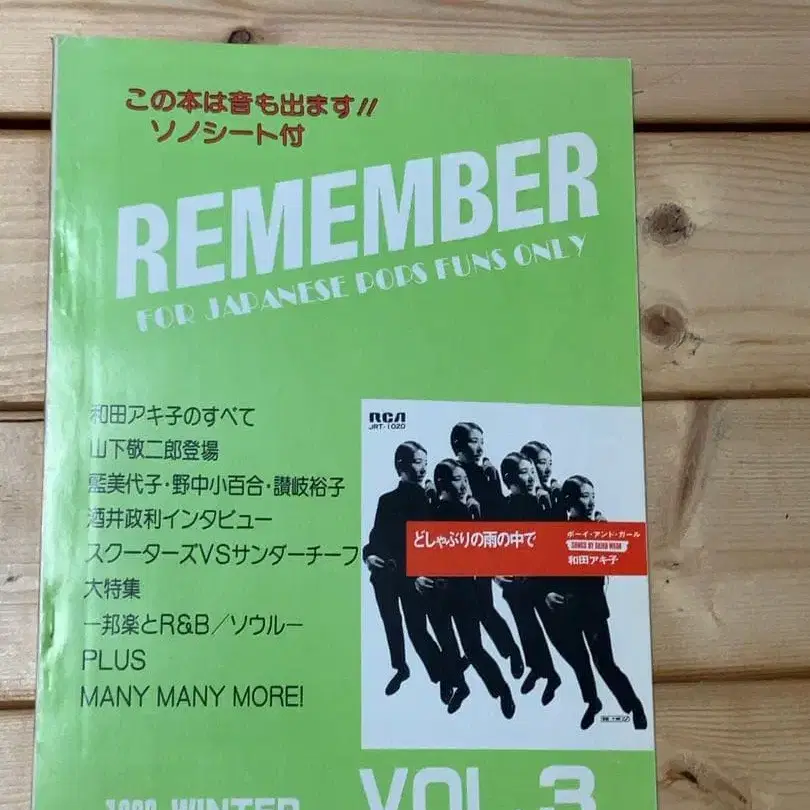 この本は音も出ます!!
ソノシート付
REMEMBER
FOR JAPANESE POPS FUNS ONLY
和田アキ子のすべて
山下敬二郎登場
藍美代子・野中小百合・讃岐裕子
酒井政利インタビュー
スクーターズVSサンダーチーフ
大特集
ー邦楽とR&B/ソウルー
PLUS
MANY MANY MORE!
RCA
JRT-1020
どしゃぶりの雨の中で
ボーイ・アンド・ガール
和田アキ子
WINTER
VOL.3